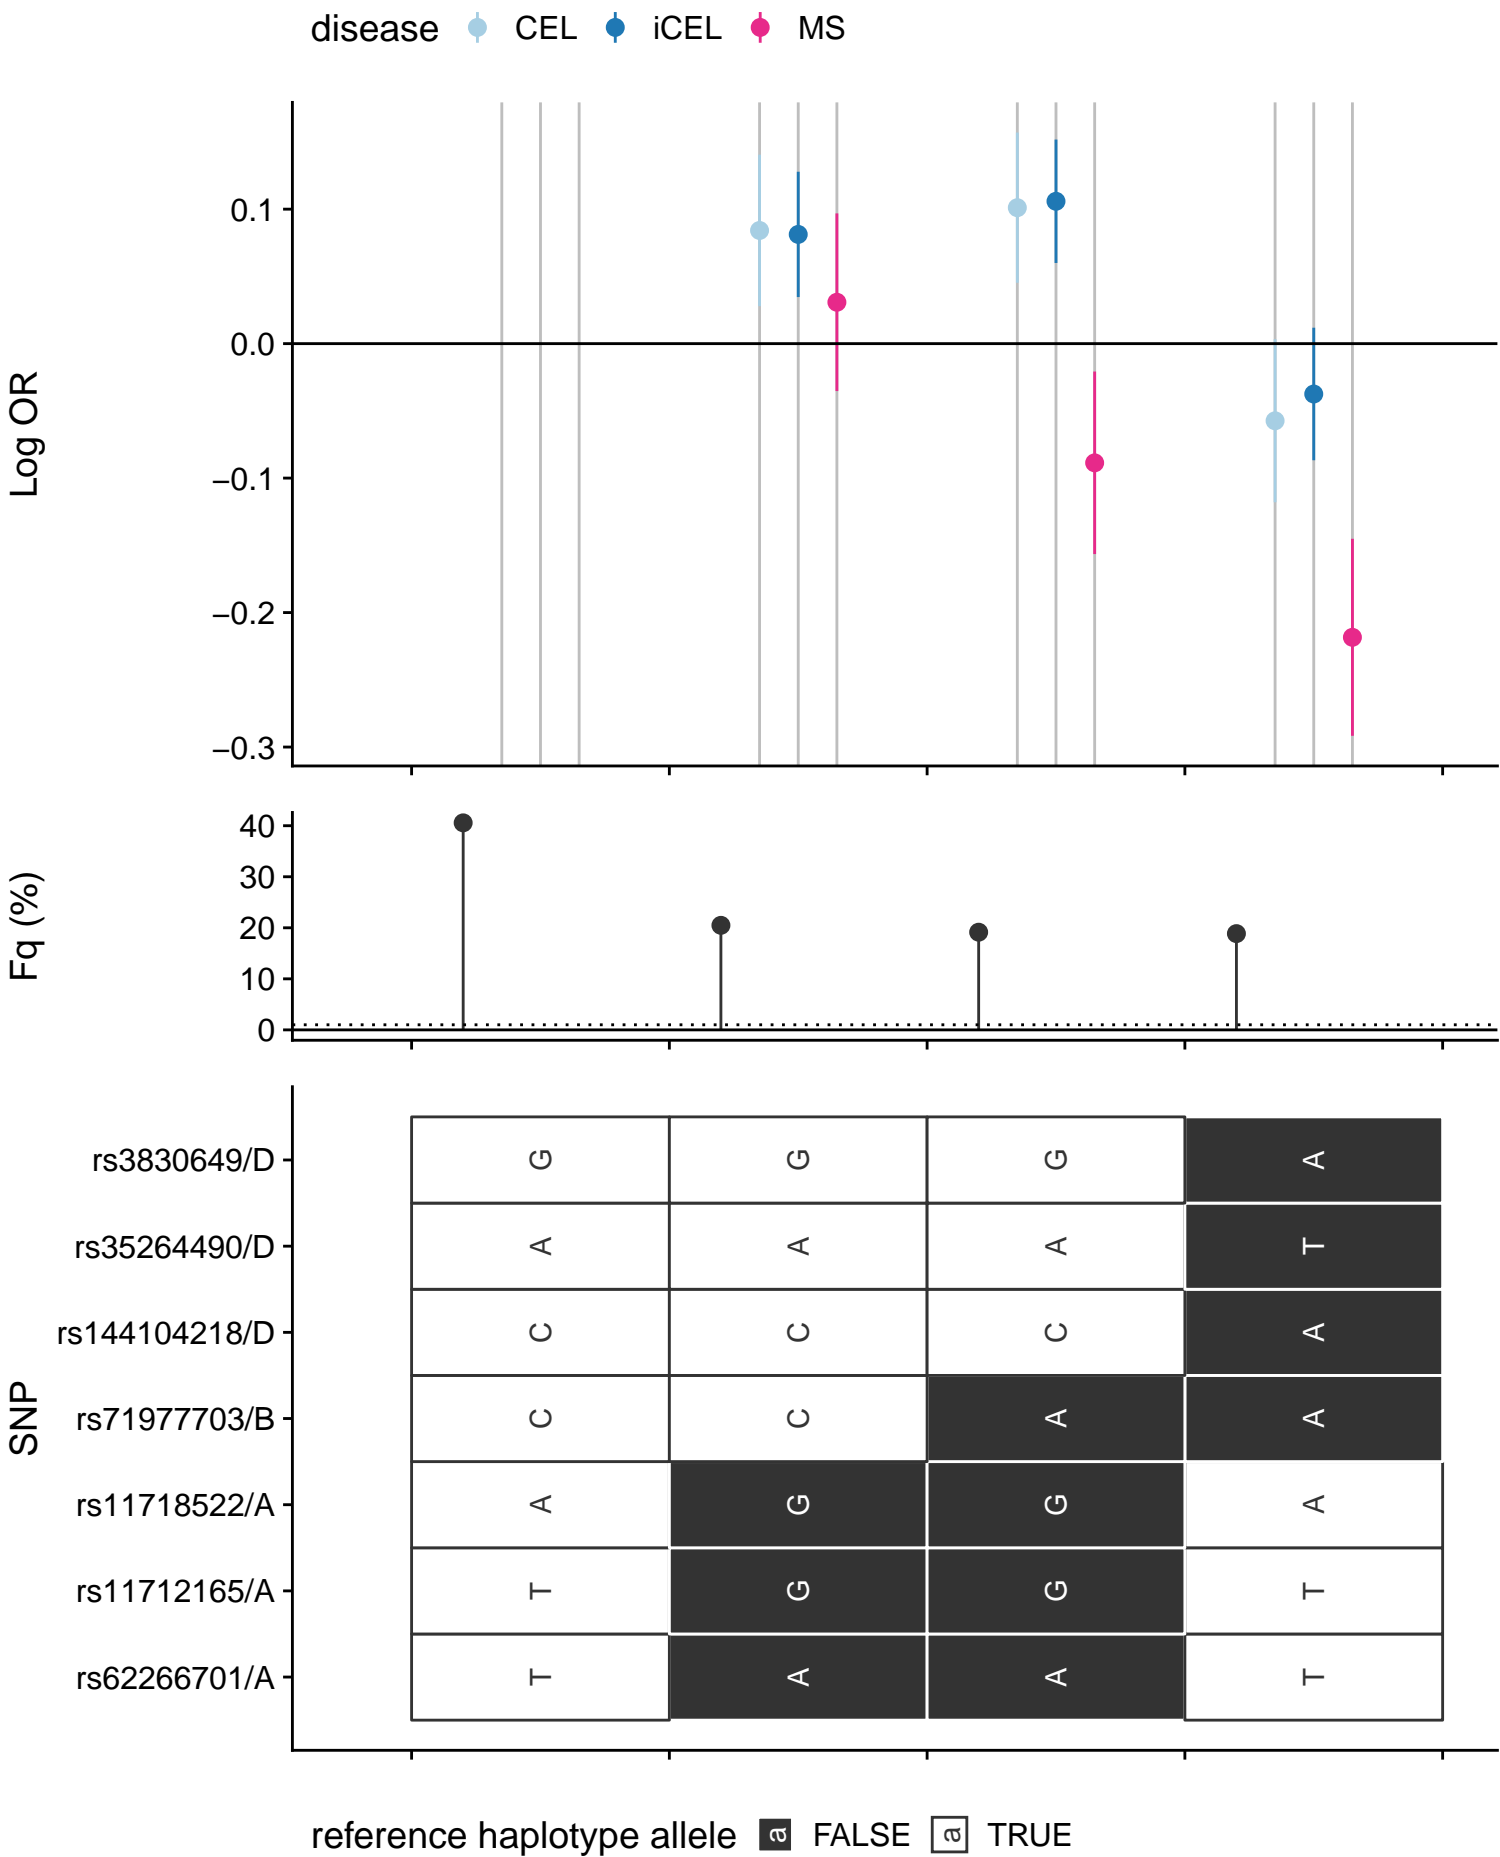 disease CEL iCEL MS
Log OR
0.1
0.0
−0.1
−0.2
−0.3
Fq (%)
40
30
20
10
0
SNP
rs3830649/D G G G A
rs35264490/D A A A T
rs144104218/D C C C A
rs71977703/B C C A A
rs11718522/A A G G A
rs11712165/A T G G T
rs62266701/A T A A T
reference haplotype allele a FALSE a TRUE